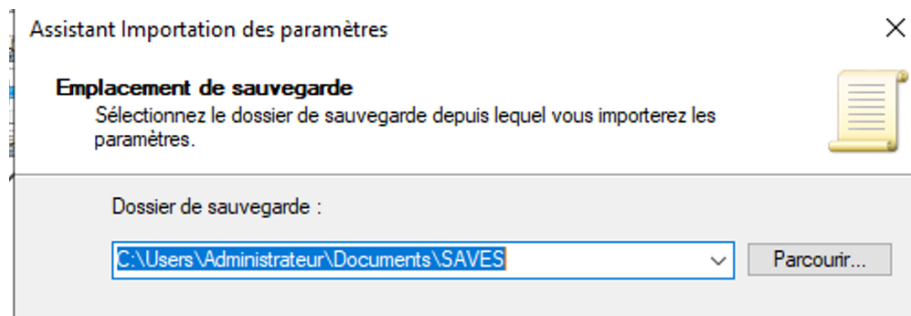 Assistant Importation des paramètres
Emplacement de sauvegarde
Sélectionnez le dossier de sauvegarde depuis lequel vous importerez les
paramètres.
Dossier de sauvegarde :
C:\Users\Administrateur\Documents\SAVES
Parcourir...